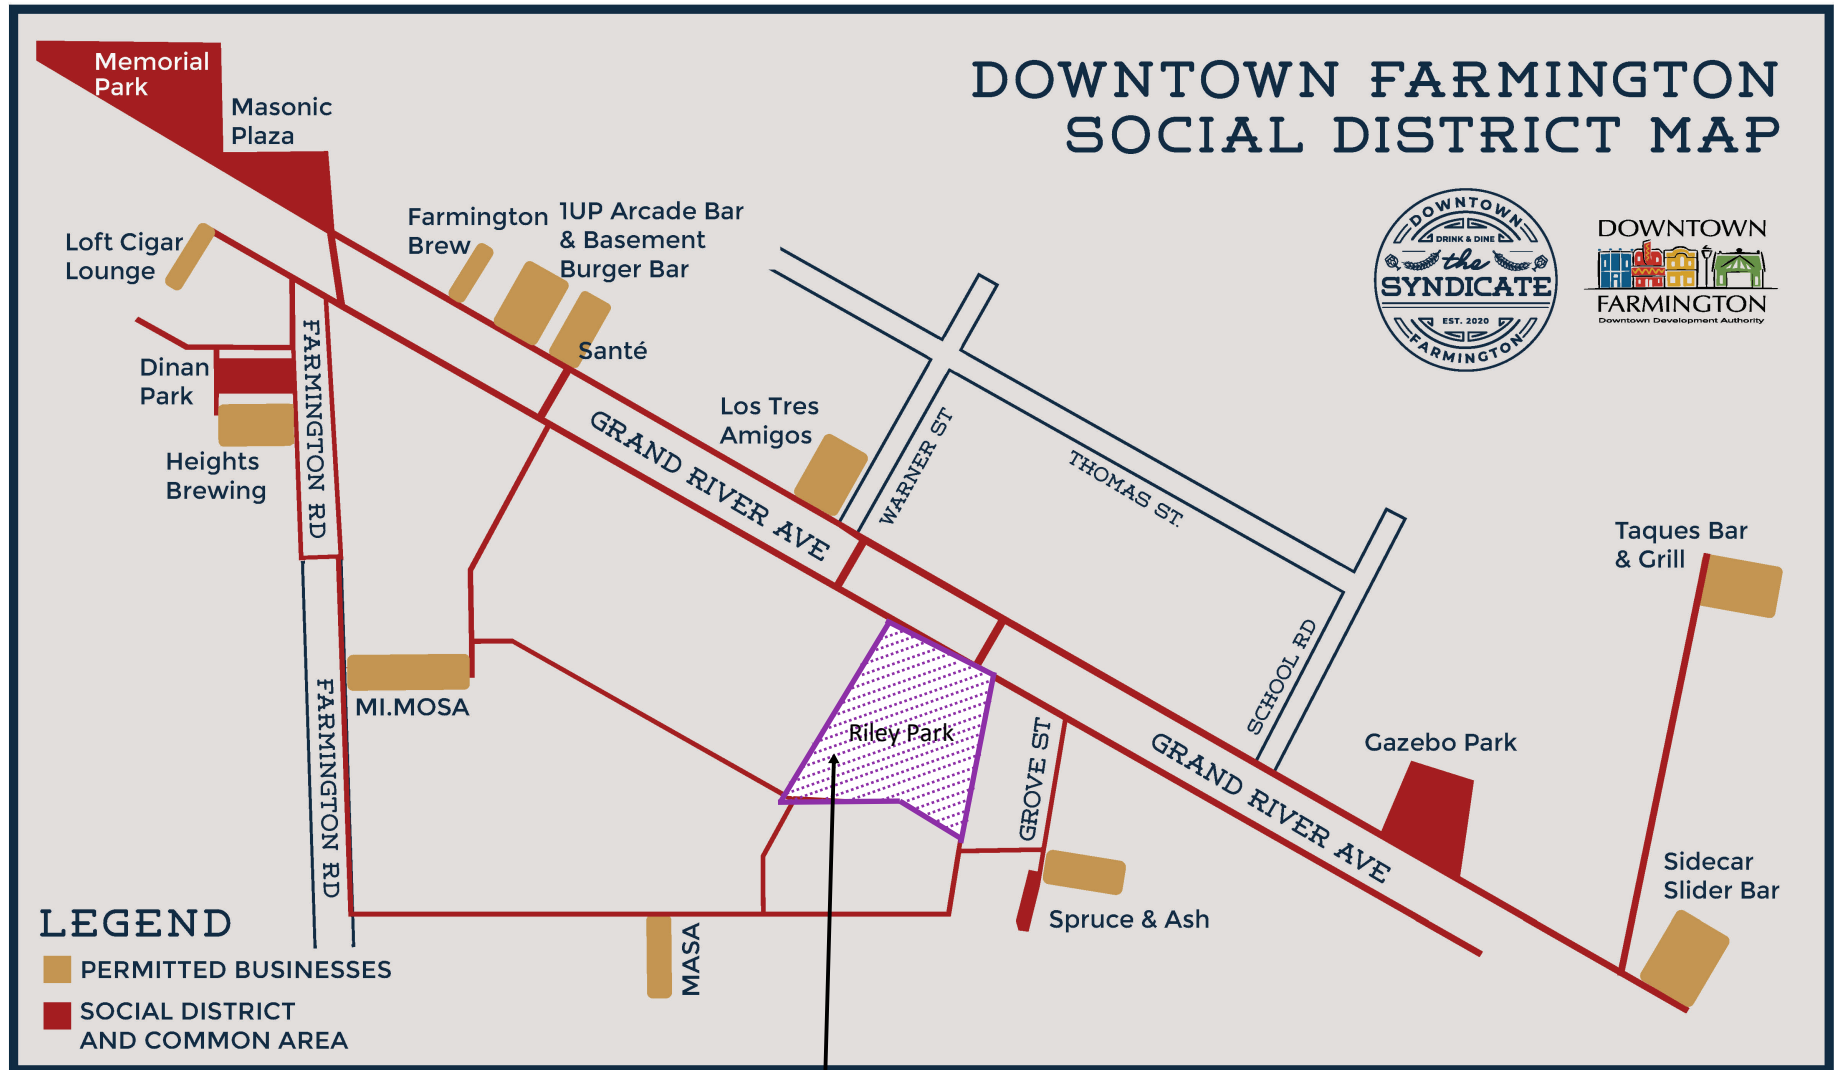 DOWNTOWN FARMINGTON
SOCIAL DISTRICT MAP
Memorial
Park
Masonic
Plaza
Loft Cigar
Lounge
Farmington
Brew
1UP Arcade Bar
& Basement
Burger Bar
Santé
DOWNTOWN
DRINK & DINE
the
SYNDICATE
EST. 2020
FARMINGTON
DOWNTOWN
FARMINGTON
Downtown Development Authority
Dinan
Park
Heights
Brewing
FARMINGTON RD
GRAND RIVER AVE
Los Tres
Amigos
WARNER ST
THOMAS ST.
SCHOOL RD
Taques Bar
& Grill
MI.MOSA
FARMINGTON RD
Riley Park
GROVE ST
GRAND RIVER AVE
Gazebo Park
Sidecar
Slider Bar
Spruce & Ash
MASA
LEGEND
PERMITTED BUSINESSES
SOCIAL DISTRICT
AND COMMON AREA